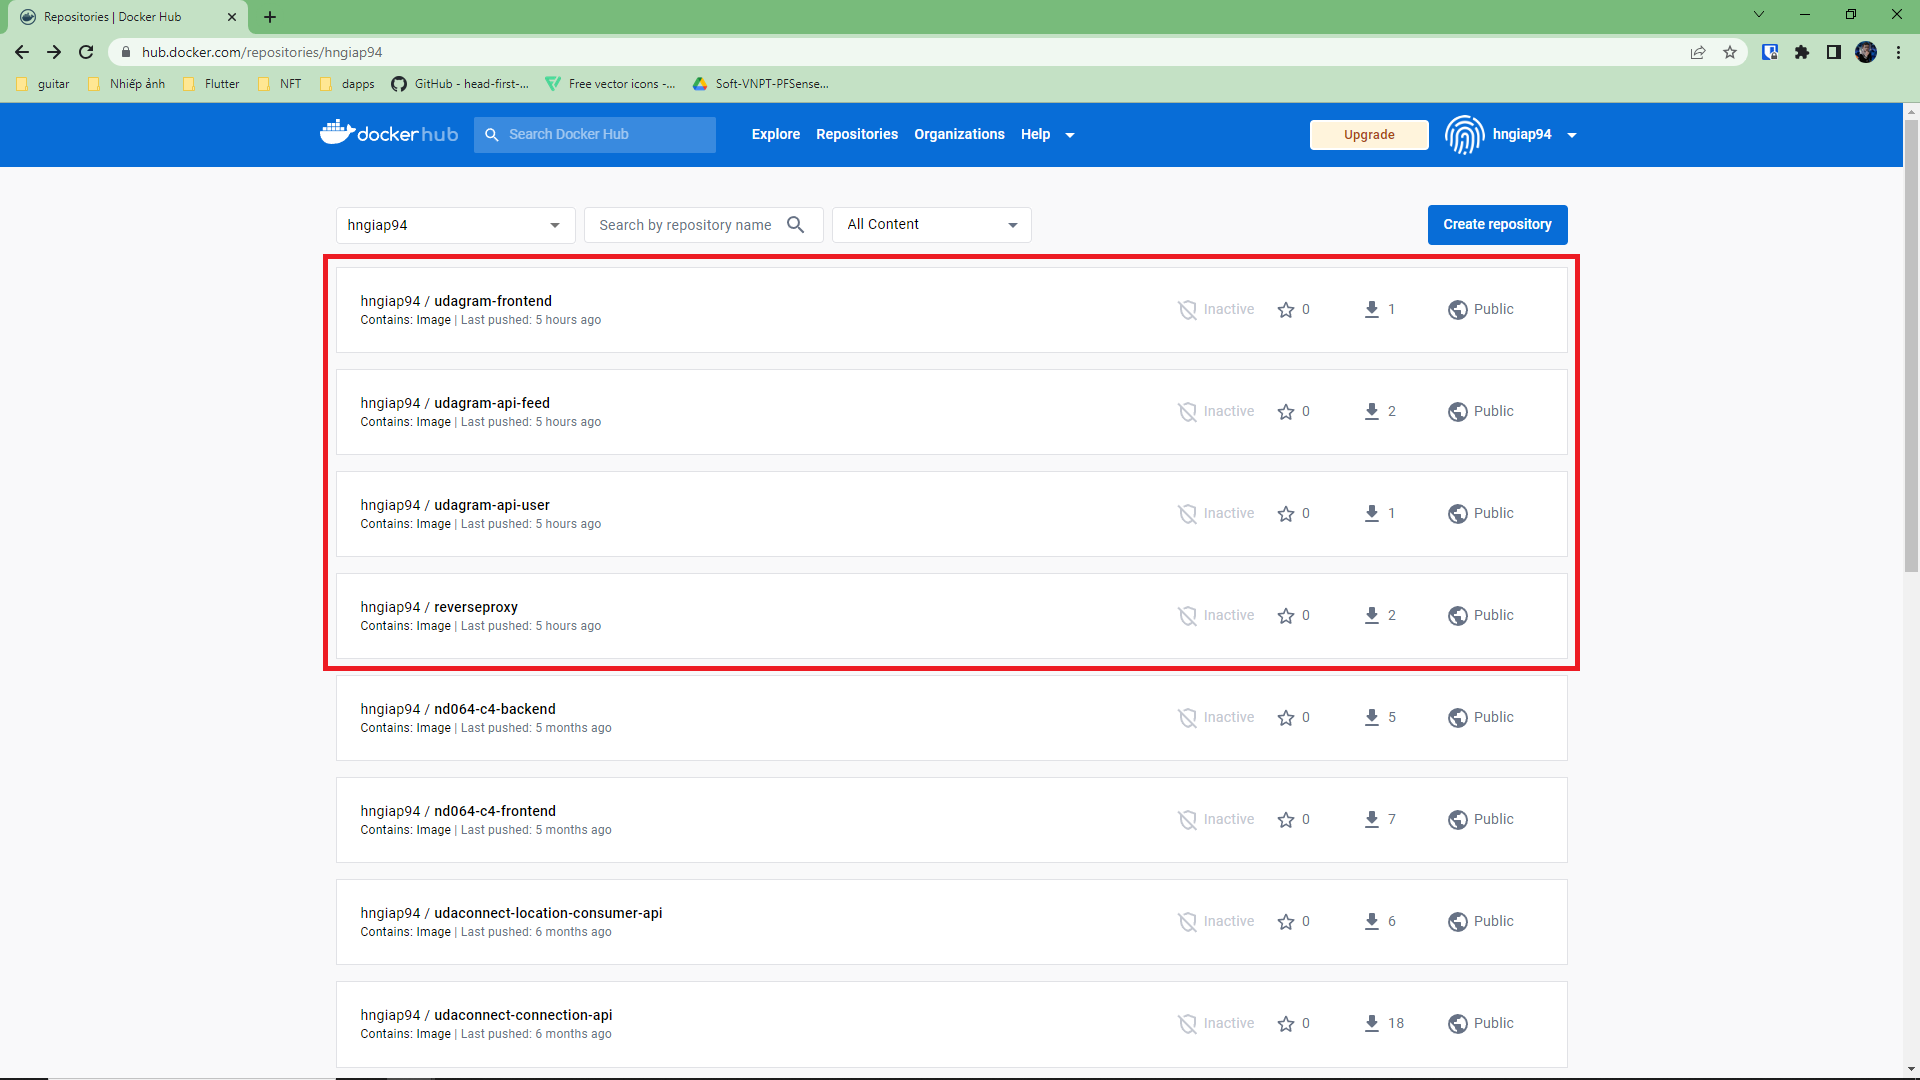 Repositories | Docker Hub
hub.docker.com/repositories/hngiap94
guitar Nhiếp ảnh Flutter NFT dapps GitHub - head-first-... Free vector icons -... Soft-VNPT-PFSense...
dockerhub Search Docker Hub Explore Repositories Organizations Help Upgrade hngiap94
hngiap94 Search by repository name All Content Create repository
hngiap94 / udagram-frontend
Contains: Image | Last pushed: 5 hours ago
Inactive 0 1 Public
hngiap94 / udagram-api-feed
Contains: Image | Last pushed: 5 hours ago
Inactive 0 2 Public
hngiap94 / udagram-api-user
Contains: Image | Last pushed: 5 hours ago
Inactive 0 1 Public
hngiap94 / reverseproxy
Contains: Image | Last pushed: 5 hours ago
Inactive 0 2 Public
hngiap94 / nd064-c4-backend
Contains: Image | Last pushed: 5 months ago
Inactive 0 5 Public
hngiap94 / nd064-c4-frontend
Contains: Image | Last pushed: 5 months ago
Inactive 0 7 Public
hngiap94 / udaconnect-location-consumer-api
Contains: Image | Last pushed: 6 months ago
Inactive 0 6 Public
hngiap94 / udaconnect-connection-api
Contains: Image | Last pushed: 6 months ago
Inactive 0 18 Public